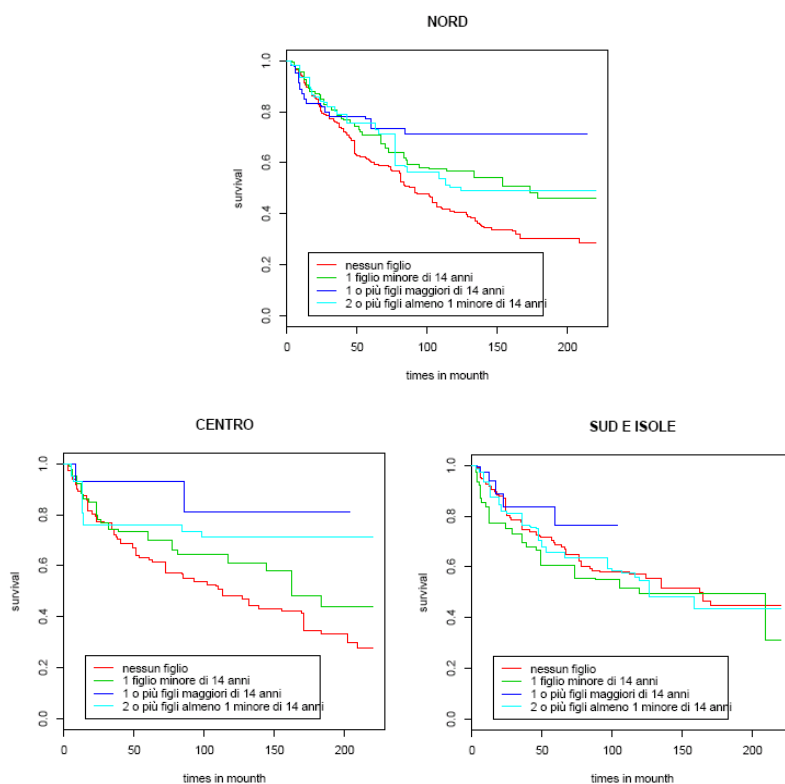 NORD
survival
1.0
0.8
0.6
0.4
0.2
0.0
nessun figlio
1 figlio minore di 14 anni
1 o più figli maggiori di 14 anni
2 o più figli almeno 1 minore di 14 anni
0 50 100 150 200
times in mounth
CENTRO
survival
1.0
0.8
0.6
0.4
0.2
0.0
nessun figlio
1 figlio minore di 14 anni
1 o più figli maggiori di 14 anni
2 o più figli almeno 1 minore di 14 anni
0 50 100 150 200
times in mounth
SUD E ISOLE
survival
1.0
0.8
0.6
0.4
0.2
0.0
nessun figlio
1 figlio minore di 14 anni
1 o più figli maggiori di 14 anni
2 o più figli almeno 1 minore di 14 anni
0 50 100 150 200
times in mounth